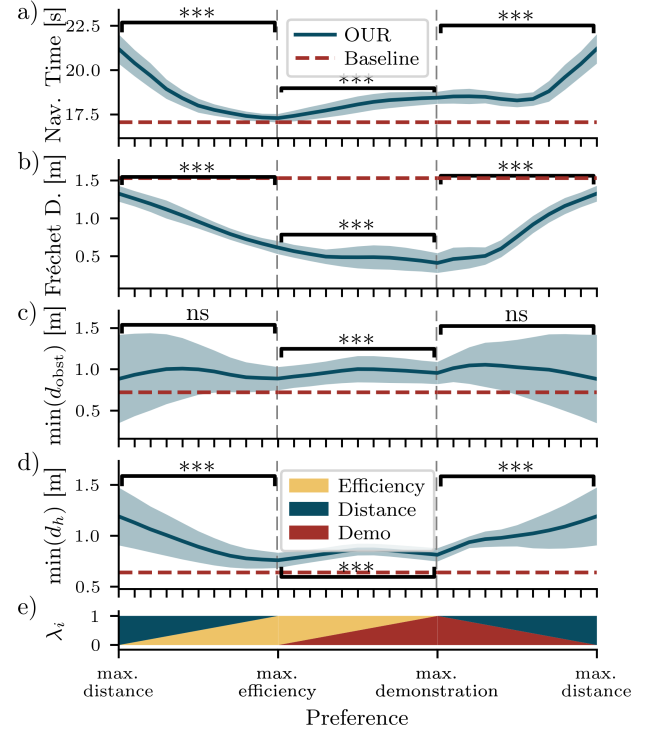 a)
Nav. Time [s]
22.5
20.0
17.5
***
***
***
OUR
Baseline
b)
Fréchet D. [m]
1.5
1.0
0.5
***
***
***
c)
min(d_obst) [m]
1.5
1.0
0.5
ns
***
ns
d)
min(d_h) [m]
1.5
1.0
0.5
***
***
***
Efficiency
Distance
Demo
e)
λ_i
1
0
max.
distance
max.
efficiency
max.
demonstration
max.
distance
Preference